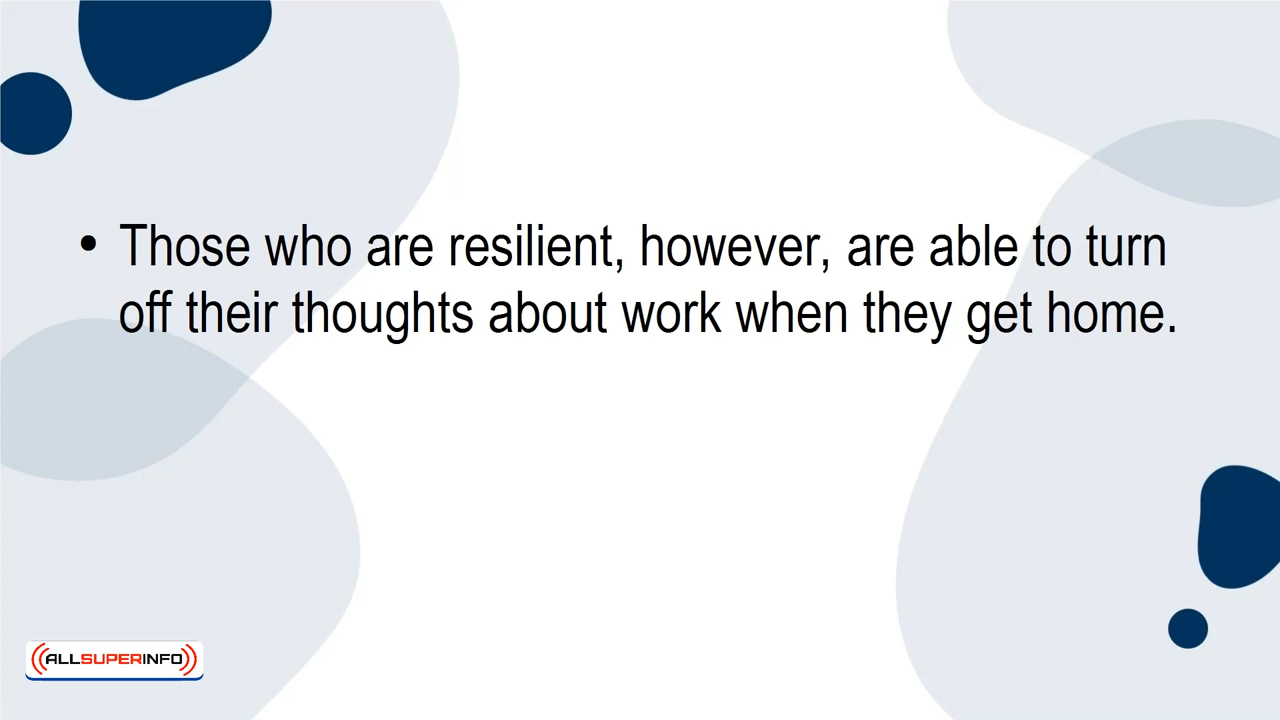 • Those who are resilient, however, are able to turn
off their thoughts about work when they get home.
ALLSUPERINFO